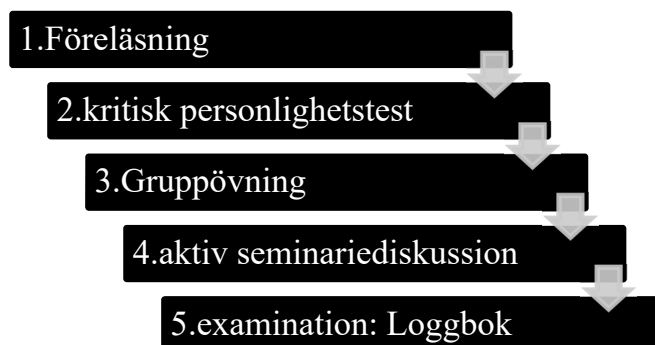 1.Föreläsning
2.kritisk personlighetstest
3.Gruppövning
4.aktiv seminariediskussion
5.examination: Loggbok